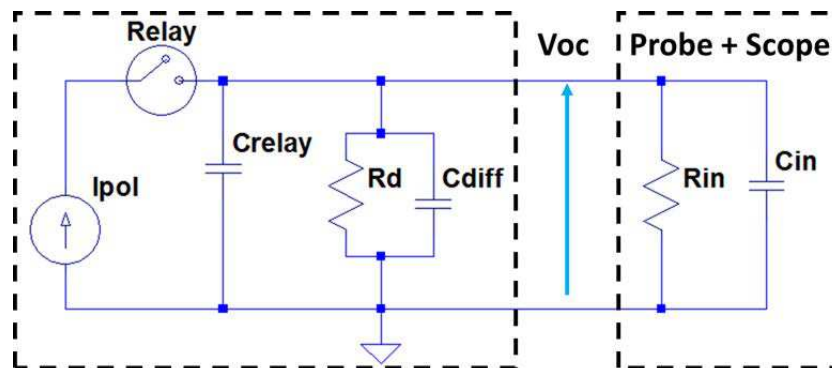 Relay
Voc
Probe + Scope
Crelay
Ipol
Rd
Cdiff
Rin
Cin